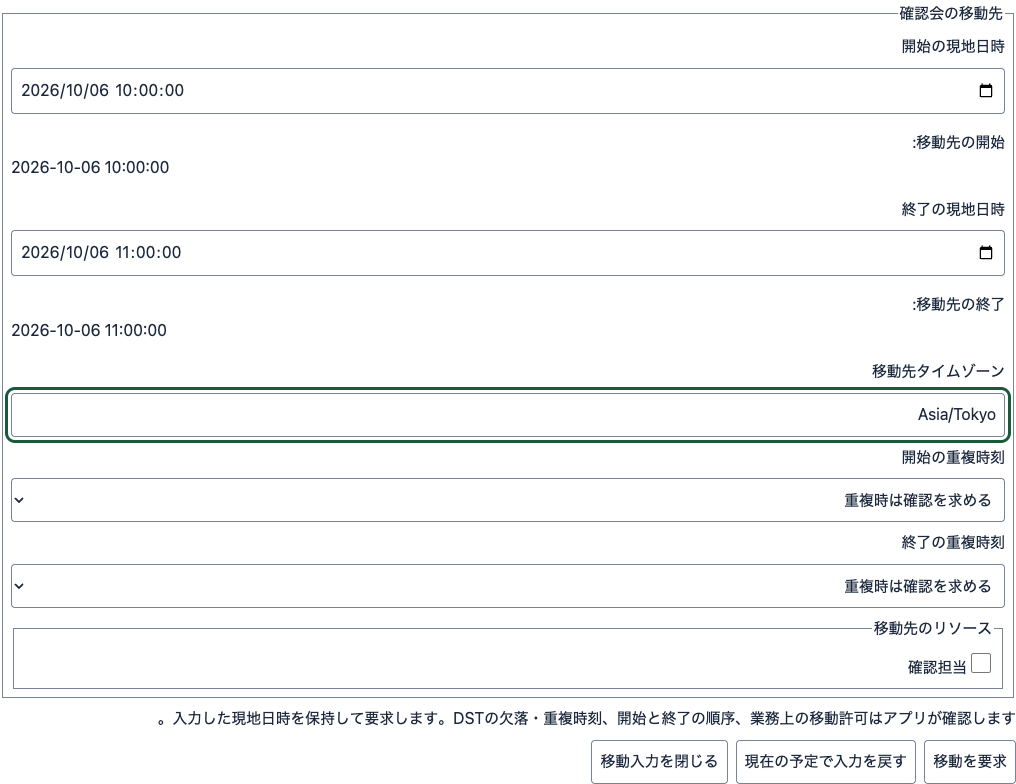 確認会の移動先
開始の現地日時
2026/10/06 10:00:00
:移動先の開始
2026-10-06 10:00:00
終了の現地日時
2026/10/06 11:00:00
:移動先の終了
2026-10-06 11:00:00
移動先タイムゾーン
Asia/Tokyo
開始の重複時刻
重複時は確認を求める
終了の重複時刻
重複時は確認を求める
移動先のリソース
確認担当
。入力した現地日時を保持して要求します。DSTの欠落・重複時刻、開始と終了の順序、業務上の移動許可はアプリが確認します
移動入力を閉じる 現在の予定で入力を戻す 移動を要求